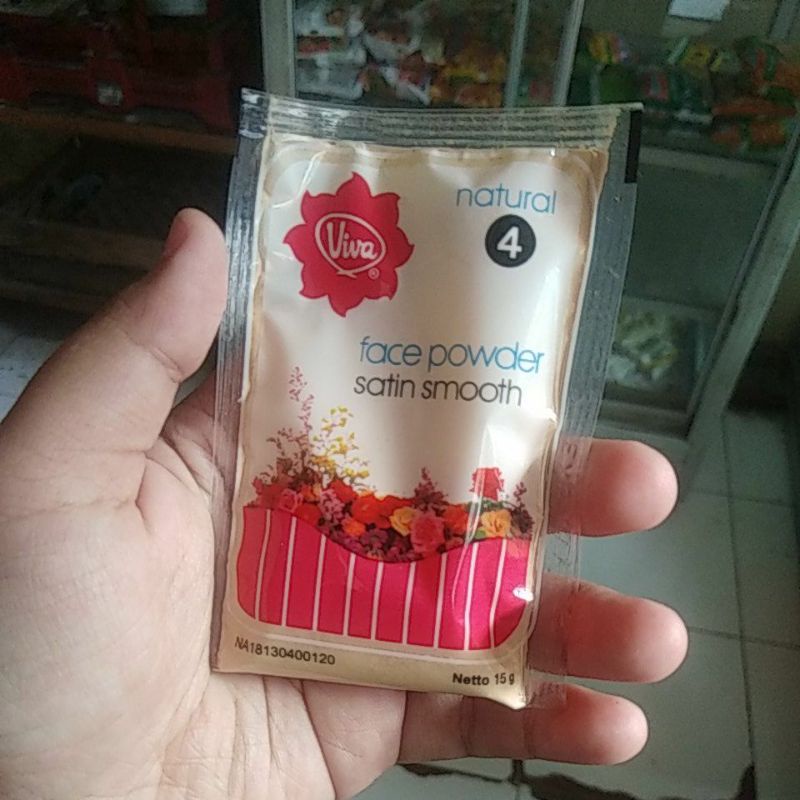 natural
4
Viva
®
face powder
satin smooth
NA18130400120
Netto 15 g